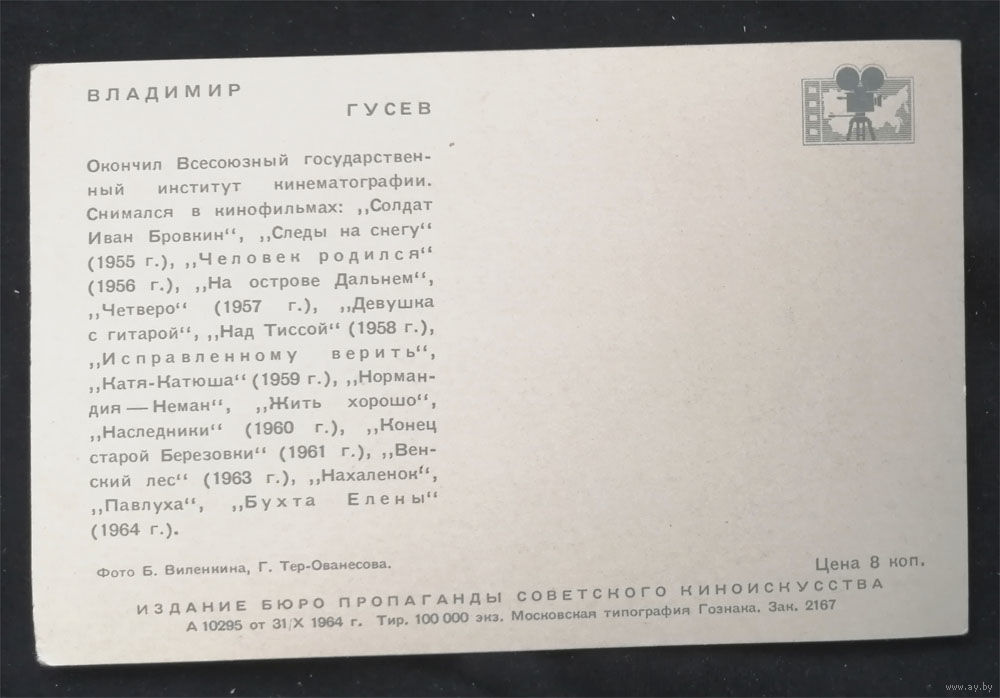 ВЛАДИМИР
ГУСЕВ
Окончил Всесоюзный государствен-
ный институт кинематографии.
Снимался в кинофильмах: ,,Солдат
Иван Бровкин“, ,,Следы на снегу“
(1955 г.), ,,Человек родился“
(1956 г.), ,,На острове Дальнем“,
,,Четверо“ (1957 г.), ,,Девушка
с гитарой“, ,,Над Тиссой“ (1958 г.),
,,Исправленному верить“,
,,Катя-Катюша“ (1959 г.), ,,Норман-
дия — Неман“, ,,Жить хорошо“,
,,Наследники“ (1960 г.), ,,Конец
старой Березовки“ (1961 г.), ,,Вен-
ский лес“ (1963 г.), ,,Нахаленок“,
,,Павлуха“, ,,Бухта Елены“
(1964 г.).
Фото Б. Виленкина, Г. Тер-Ованесова.
Цена 8 коп.
ИЗДАНИЕ БЮРО ПРОПАГАНДЫ СОВЕТСКОГО КИНОИСКУССТВА
А 10295 от 31/X 1964 г. Тир. 100 000 экз. Московская типография Гознака. Зак. 2167
www.ay.by